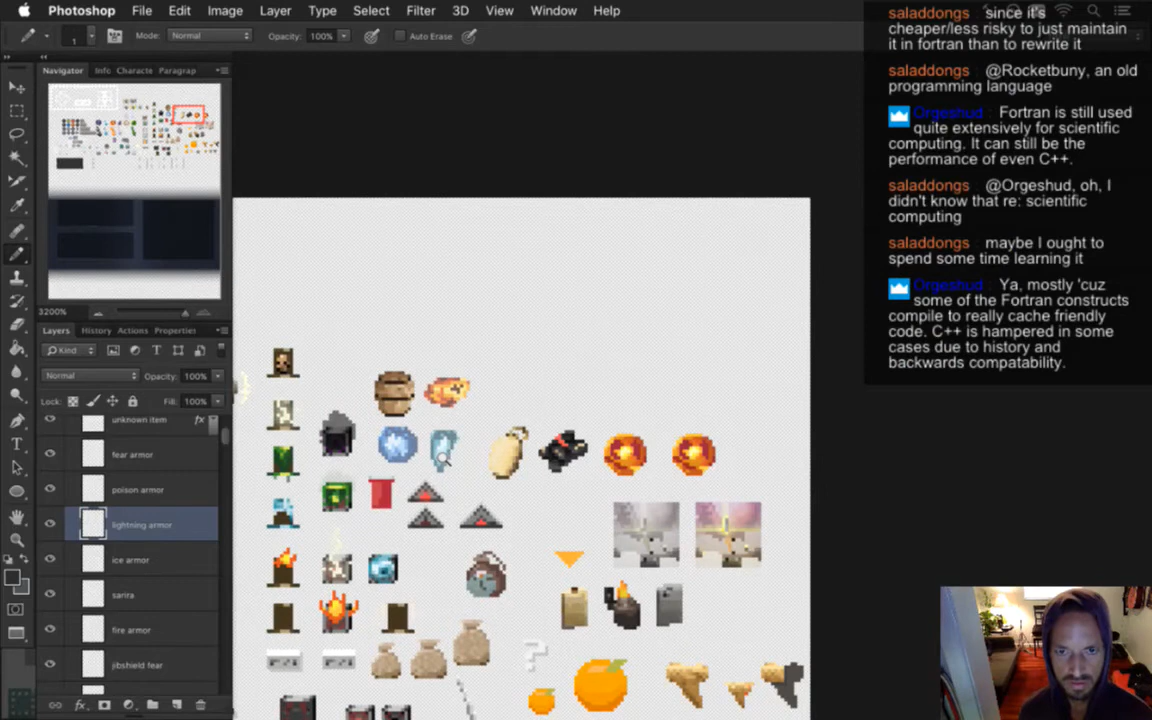 Photoshop File Edit Image Layer Type Select Filter 3D View Window Help
1 Mode: Normal Opacity: 100% Auto Erase
Navigator Info Characte Paragrap
3200%
Layers History Actions Properties
Kind
Normal Opacity: 100%
Lock: Fill: 100%
unknown item fx
fear armor
poison armor
lightning armor
ice armor
sarira
fire armor
jibshield fear
fx
saladdongs : since it's
cheaper/less risky to just maintain
it in fortran than to rewrite it
saladdongs : @Rocketbuny, an old
programming language
Orgeshud : Fortran is still used
quite extensively for scientific
computing. It can still be the
performance of even C++.
saladdongs : @Orgeshud, oh, I
didn't know that re: scientific
computing
saladdongs : maybe I ought to
spend some time learning it
Orgeshud : Ya, mostly 'cuz
some of the Fortran constructs
compile to really cache friendly
code. C++ is hampered in some
cases due to history and
backwards compatability.